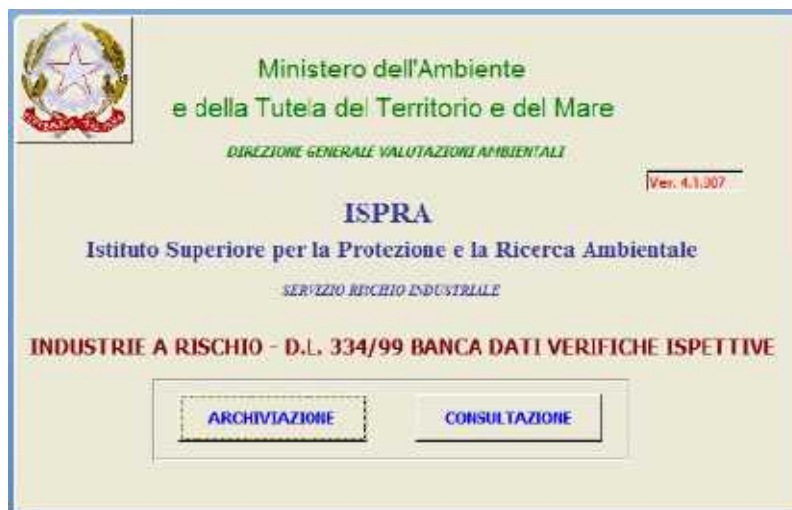 Ministero dell'Ambiente
e della Tutela del Territorio e del Mare
DIREZIONE GENERALE VALUTAZIONI AMBIENTALI
Ver. 4.1.307
ISPRA
Istituto Superiore per la Protezione e la Ricerca Ambientale
SERVIZIO RISCHIO INDUSTRIALE
INDUSTRIE A RISCHIO - D.L. 334/99 BANCA DATI VERIFICHE ISPETTIVE
ARCHIVIAZIONE CONSULTAZIONE